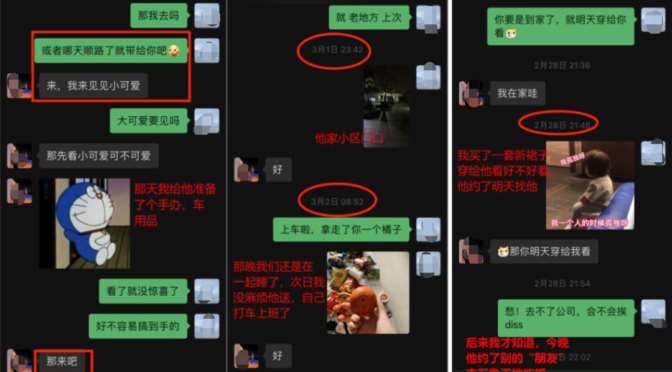 那我去吗
或者哪天顺路了就带给你吧
来，我来见见小可爱
大可爱要见吗
那先看小可爱可不可爱
那天我给他准备
了个手办，车
用品
看了就没惊喜了
好不容易搞到手的
那来吧
就 老地方 上次
3月1日 23:42
他家小区门口
好
3月2日 08:52
上车啦，拿走了你一个橘子
那晚我们还是在
一起睡了，次日我
没麻烦他送，自己
打车上班了
好
你要是到家了，就明天穿给你
看
2月28日 21:36
我在家哇
2月28日 21:46
我买了一套新裙子
穿给他看好不好看
他约了明天找他
我一个人的时候孤独
那你明天穿给我看
2月28日 21:54
愁！去不了公司，会不会挨
diss
后来我才知道，今晚
他约了别的“朋友”
22:02